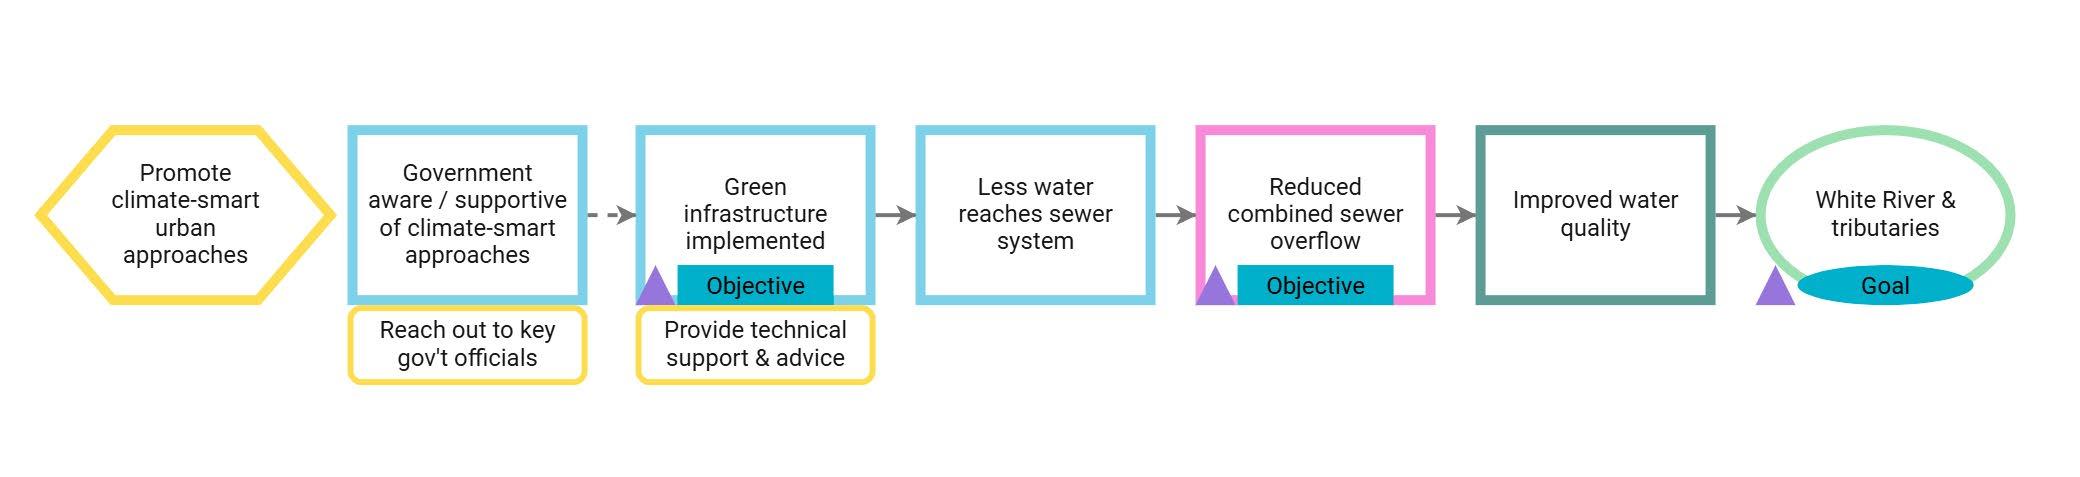 Promote
climate-smart
urban
approaches
Government
aware / supportive
of climate-smart
approaches
Reach out to key
gov't officials
Green
infrastructure
implemented
Objective
Provide technical
support & advice
Less water
reaches sewer
system
Reduced
combined sewer
overflow
Objective
Improved water
quality
White River &
tributaries
Goal